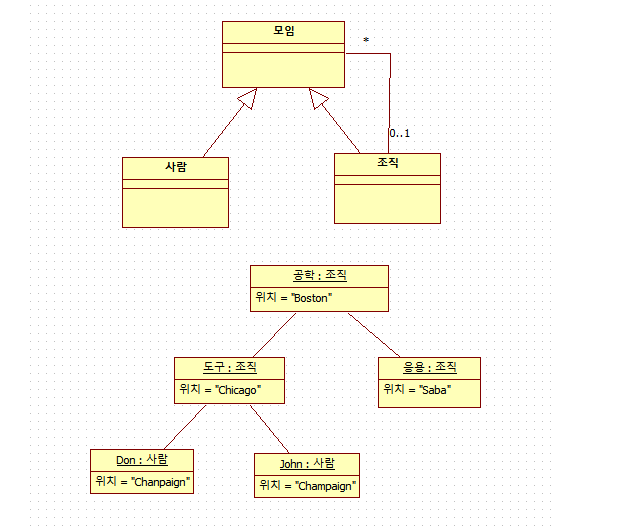 모임
*
0..1
사람
조직
공학 : 조직
위치 = "Boston"
도구 : 조직
위치 = "Chicago"
응용 : 조직
위치 = "Saba"
Don : 사람
위치 = "Chanpaign"
John : 사람
위치 = "Champaign"